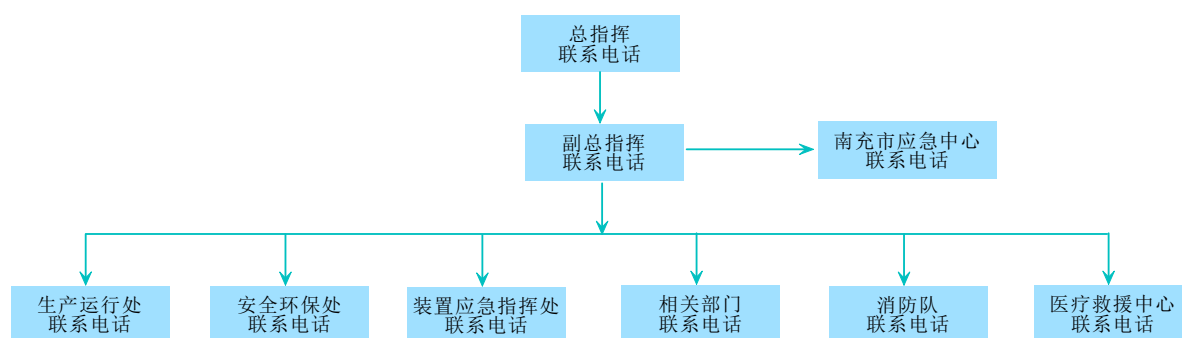 总指挥
联系电话
副总指挥
联系电话
南充市应急中心
联系电话
生产运行处
联系电话
安全环保处
联系电话
装置应急指挥处
联系电话
相关部门
联系电话
消防队
联系电话
医疗救援中心
联系电话